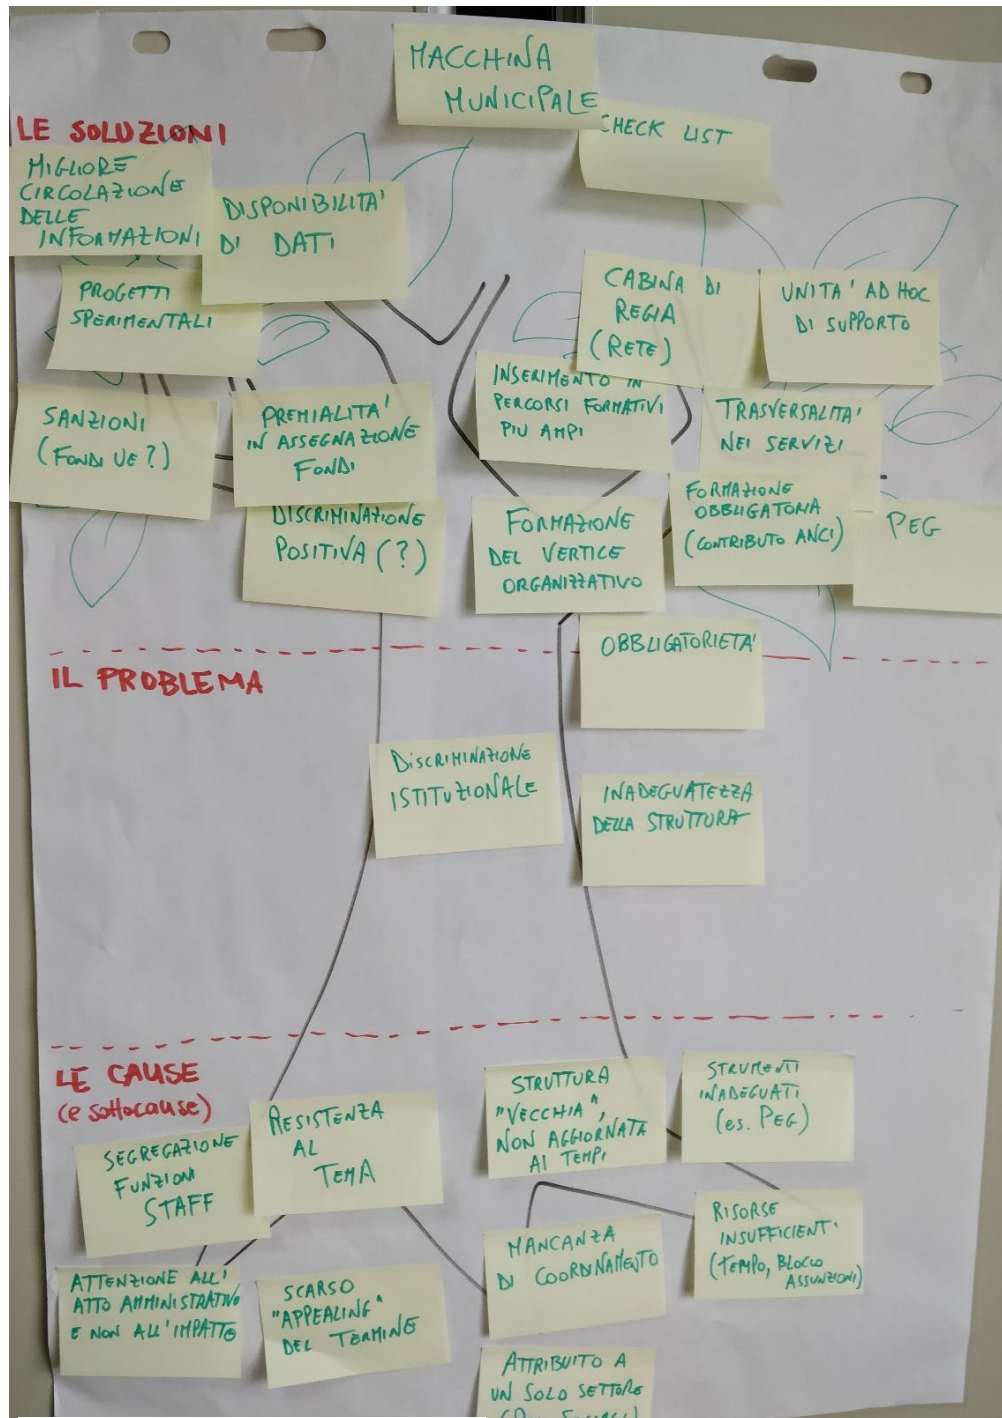 MACCHINA
MUNICIPALE
CHECK LIST
LE SOLUZIONI
MIGLIORE
CIRCOLAZIONE
DELLE
INFORMAZIONI
DISPONIBILITA'
DI DATI
PROGETTI
SPERIMENTALI
CABINA DI
REGIA
(RETE)
UNITA' AD HOC
DI SUPPORTO
SANZIONI
(FONDI UE?)
PREMIALITA'
IN ASSEGNAZIONE
FONDI
INSERIMENTO IN
PERCORSI FORMATIVI
PIU AMPI
TRASVERSALITA'
NEI SERVIZI
DISCRIMINAZIONE
POSITIVA (?)
FORMAZIONE
DEL VERTICE
ORGANIZZATIVO
FORMAZIONE
OBBLIGATORIA
(CONTRIBUTO ANCI)
PEG
OBBLIGATORIETA'
IL PROBLEMA
DISCRIMINAZIONE
ISTITUZIONALE
INADEGUATEZZA
DELLA STRUTTURA
LE CAUSE
(e sottocause)
SEGREGAZIONE
FUNZIONI
STAFF
RESISTENZA
AL
TEMA
STRUTTURA
"VECCHIA",
NON AGGIORNATA
AI TEMPI
STRUMENTI
INADEGUATI
(es. PEG)
ATTENZIONE ALL'
ATTO AMMINISTRATIVO
E NON ALL'IMPATTO
SCARSO
"APPEALING"
DEL TERMINE
MANCANZA
DI COORDINAMENTO
RISORSE
INSUFFICIENTI
(TEMPO, BLOCCO
ASSUNZIONI)
ATTRIBUITO A
UN SOLO SETTORE